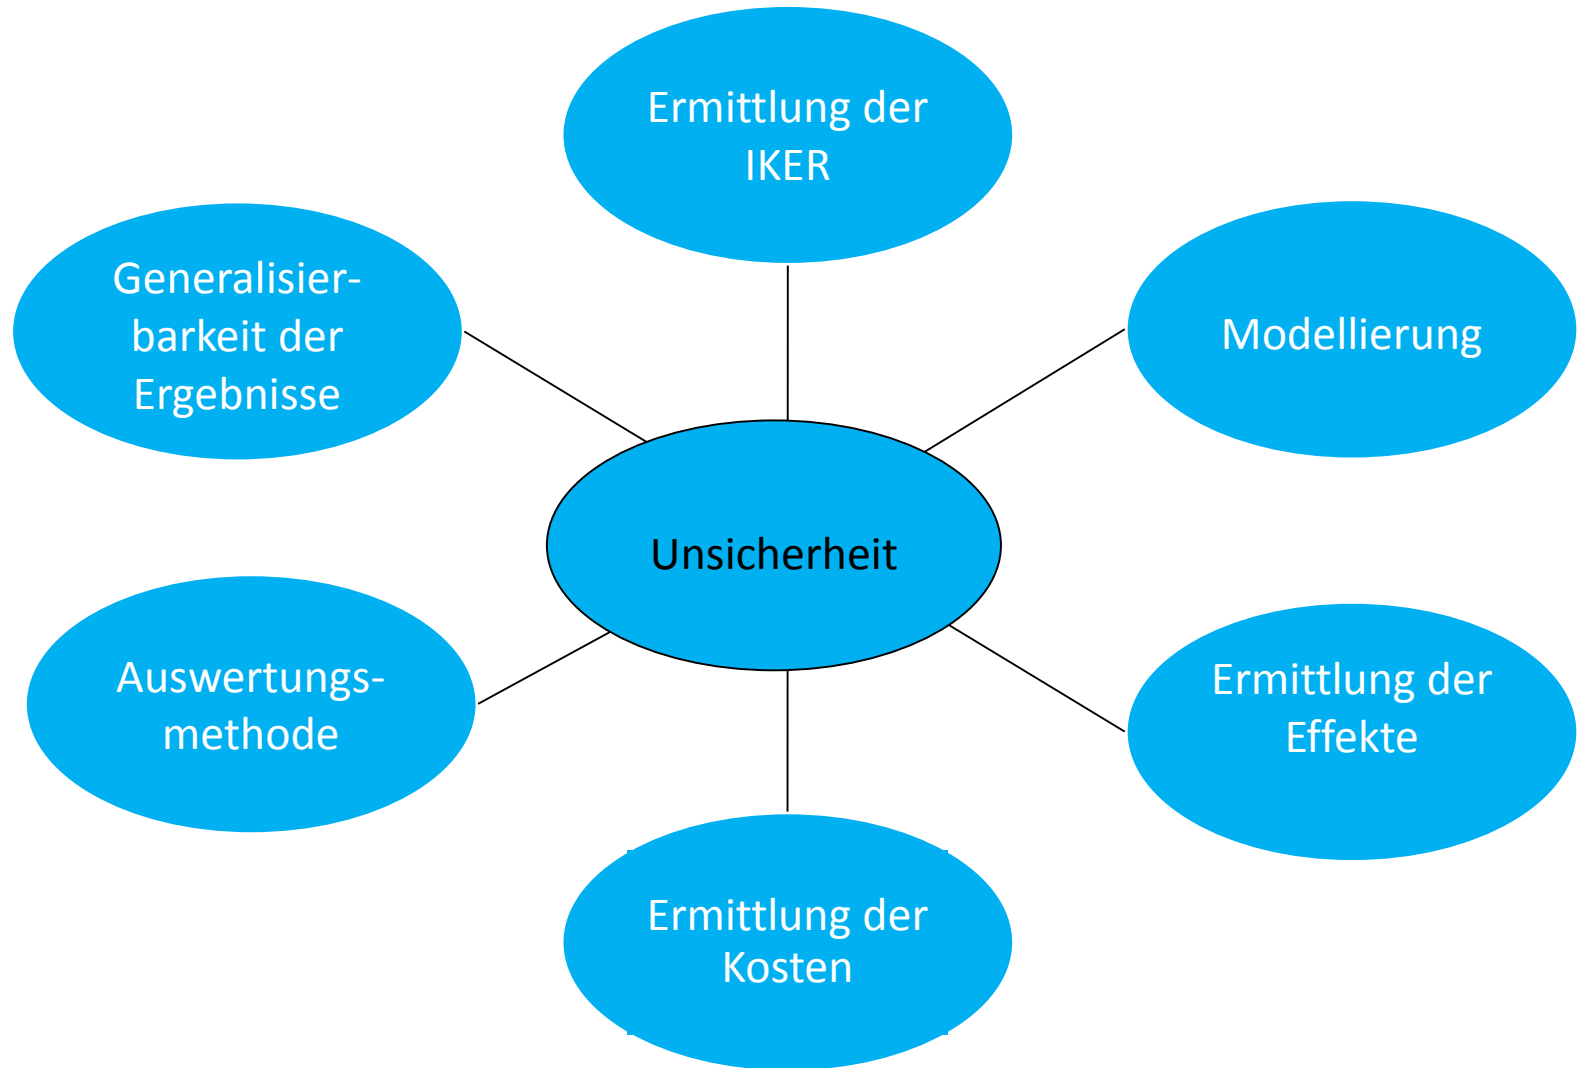 Ermittlung der
IKER
Generalisier-
barkeit der
Ergebnisse
Modellierung
Unsicherheit
Auswertungs-
methode
Ermittlung der
Effekte
Ermittlung der
Kosten